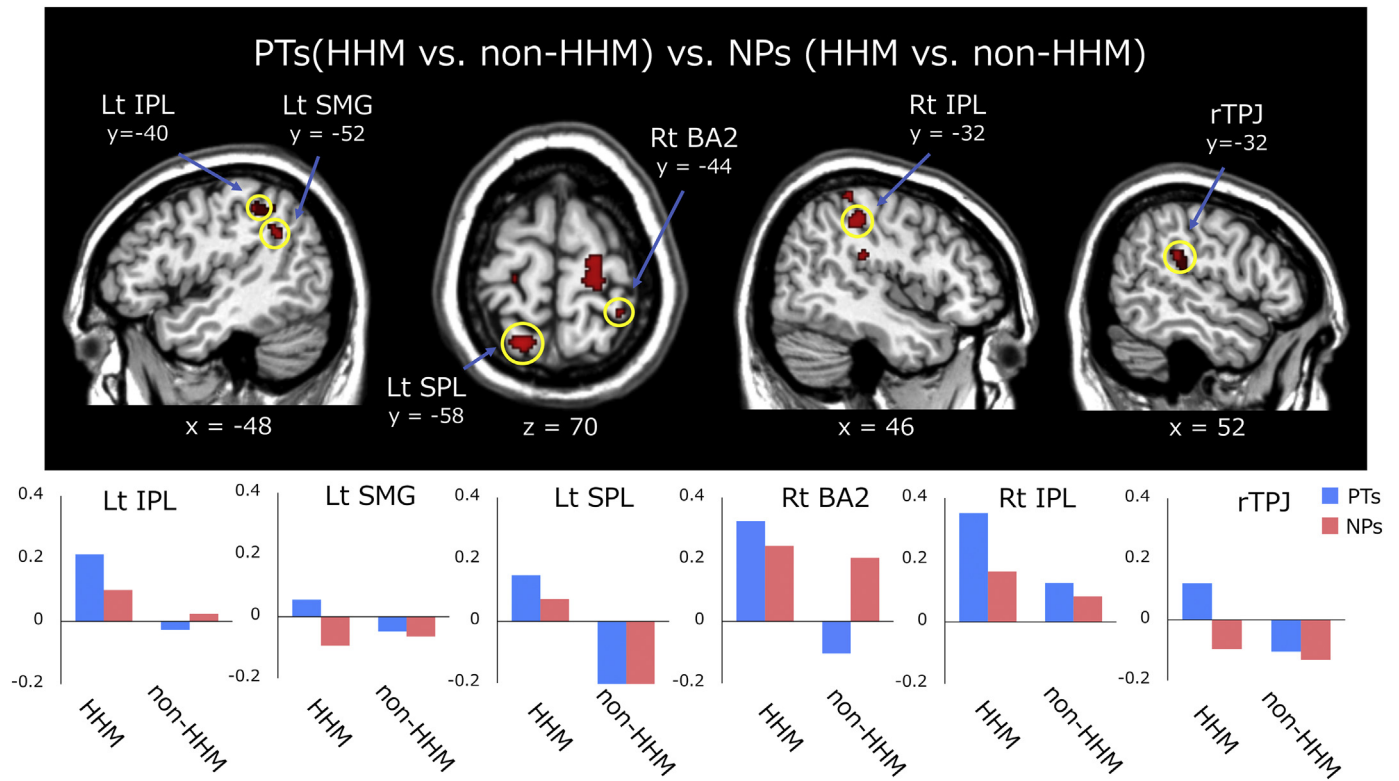 PTs(HHM vs. non-HHM) vs. NPs (HHM vs. non-HHM)
Lt IPL
y=-40
Lt SMG
y = -52
Rt BA2
y = -44
Rt IPL
y = -32
rTPJ
y=-32
Lt SPL
y = -58
x = -48
z = 70
x = 46
x = 52
Lt IPL
0.4
0.2
0
-0.2
HHM
non-HHM
Lt SMG
0.4
0.2
0
-0.2
HHM
non-HHM
Lt SPL
0.4
0.2
0
-0.2
HHM
non-HHM
Rt BA2
0.4
0.2
0
-0.2
HHM
non-HHM
Rt IPL
0.4
0.2
0
-0.2
HHM
non-HHM
rTPJ
0.4
0.2
0
-0.2
HHM
non-HHM
PTs
NPs